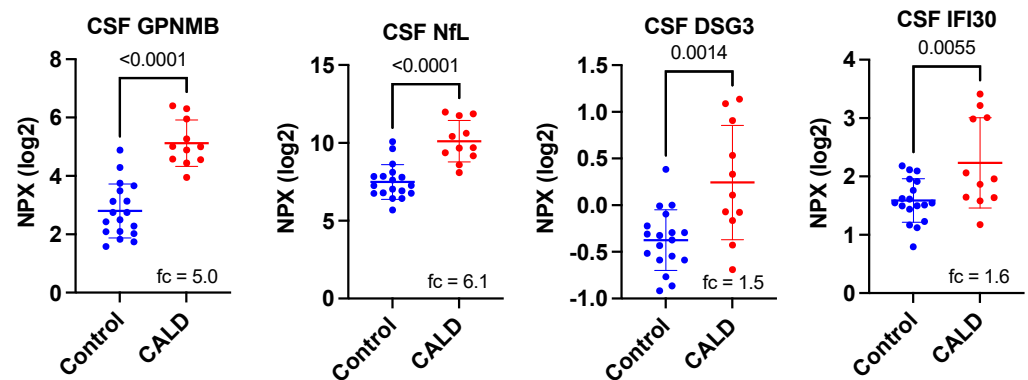 CSF GPNMB
<0.0001
NPX (log2)
8
6
4
2
0
fc = 5.0
Control
CALD
CSF NfL
<0.0001
NPX (log2)
15
10
5
0
fc = 6.1
Control
CALD
CSF DSG3
0.0014
NPX (log2)
1.5
1.0
0.5
0.0
-0.5
-1.0
fc = 1.5
Control
CALD
CSF IFI30
0.0055
NPX (log2)
4
3
2
1
0
fc = 1.6
Control
CALD